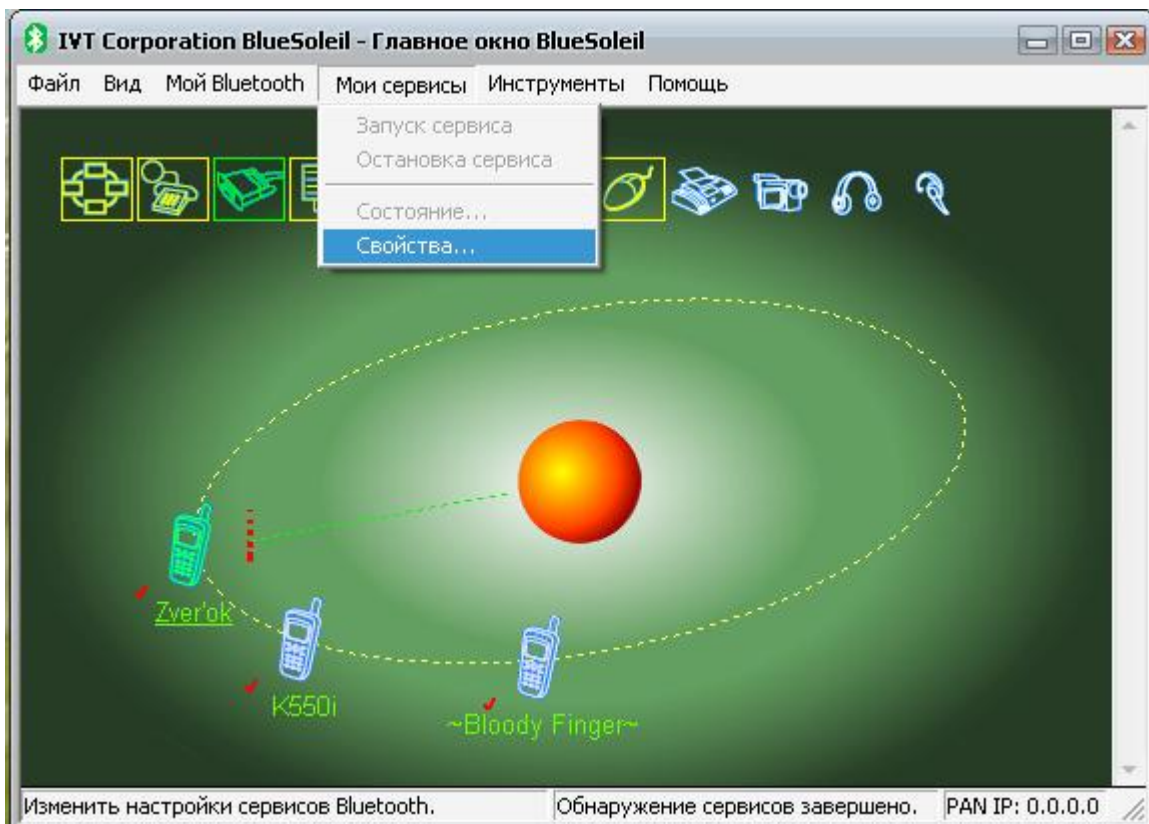 IVT Corporation BlueSoleil - Главное окно BlueSoleil
Файл Вид Мой Bluetooth Мои сервисы Инструменты Помощь
Запуск сервиса
Остановка сервиса
Состояние...
Свойства...
Zver'ok
K550i
~Bloody Finger~
Изменить настройки сервисов Bluetooth. Обнаружение сервисов завершено. PAN IP: 0.0.0.0